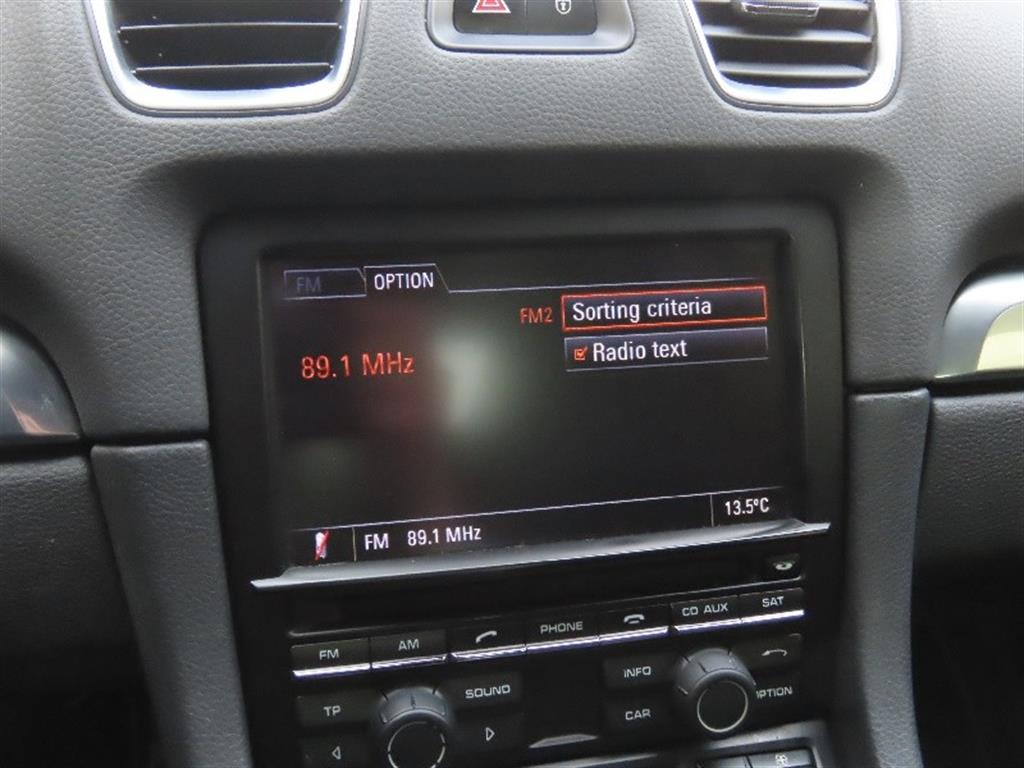 FM OPTION
FM2 Sorting criteria
89.1 MHz Radio text
FM 89.1 MHz 13.5°C
FM AM PHONE CD AUX SAT
TP SOUND INFO OPTION
CAR